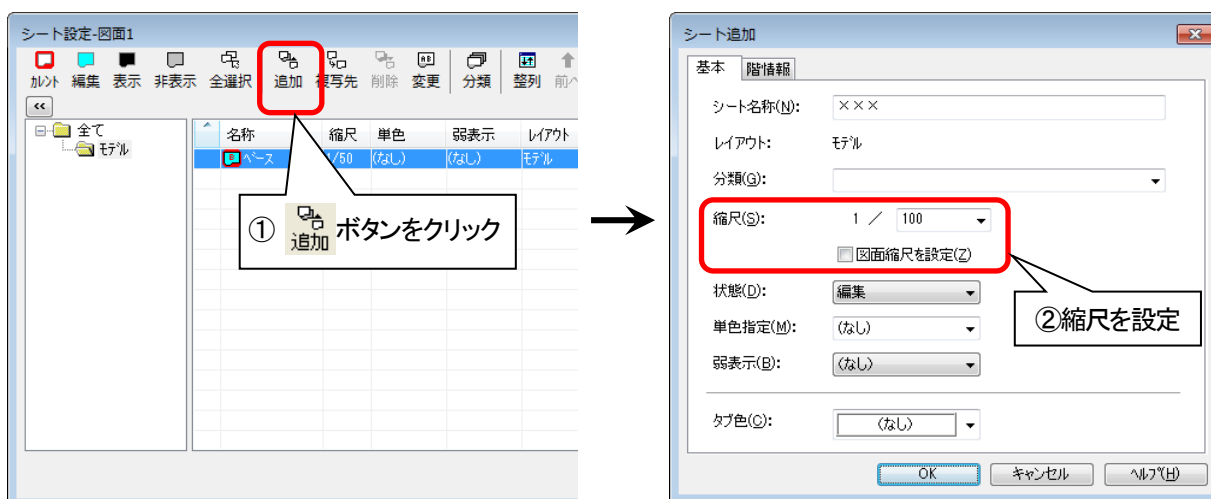 シート設定-図面1
カレント 編集 表示 非表示 全選択 追加 複写先 削除 変更 分類 整列 前へ
<<
全て
モデル
名称 縮尺 単色 弱表示 レイアウト
ベース 1/50 (なし) (なし) モデル
① 追加 ボタンをクリック
シート追加
基本 階情報
シート名称(N): ×××
レイアウト: モデル
分類(G):
縮尺(S): 1 ／ 100
図面縮尺を設定(Z)
状態(D): 編集
②縮尺を設定
単色指定(M): (なし)
弱表示(B): (なし)
タブ色(C): (なし)
OK キャンセル ヘルプ(H)